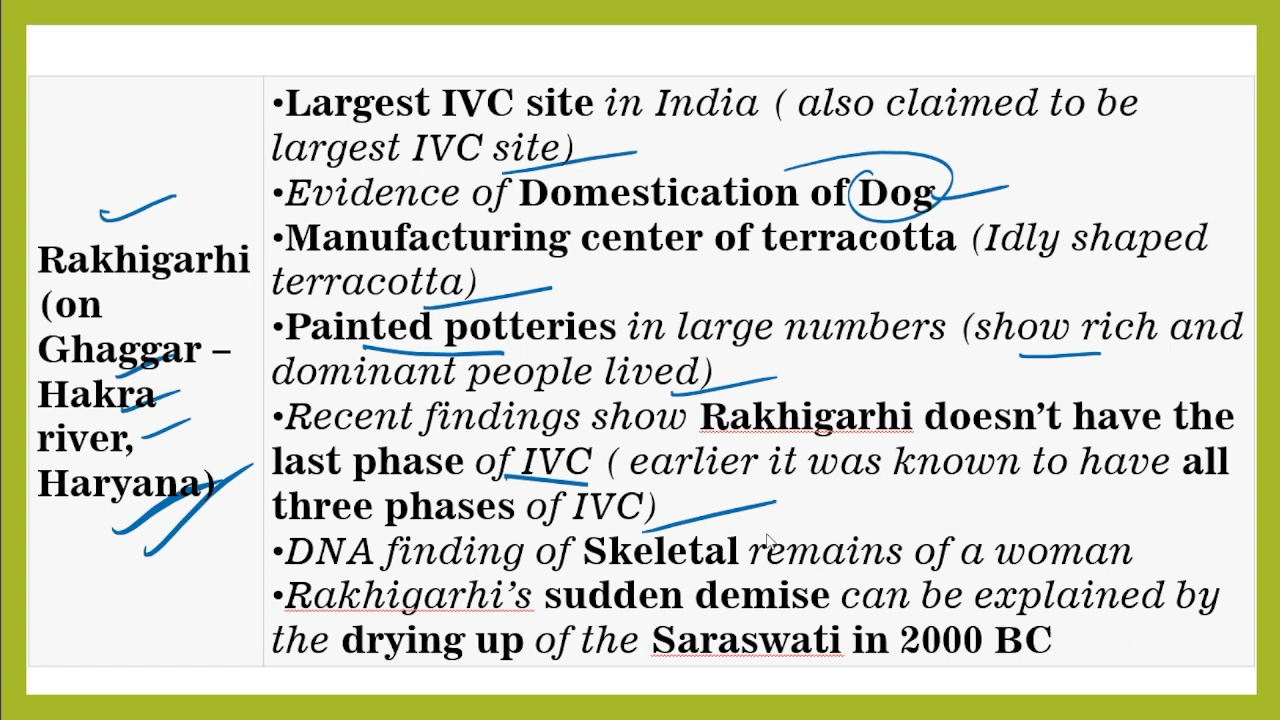 Rakhigarhi
(on
Ghaggar –
Hakra
river,
Haryana)
•Largest IVC site in India ( also claimed to be
largest IVC site)
•Evidence of Domestication of Dog
•Manufacturing center of terracotta (Idly shaped
terracotta)
•Painted potteries in large numbers (show rich and
dominant people lived)
•Recent findings show Rakhigarhi doesn’t have the
last phase of IVC ( earlier it was known to have all
three phases of IVC)
•DNA finding of Skeletal remains of a woman
•Rakhigarhi’s sudden demise can be explained by
the drying up of the Saraswati in 2000 BC